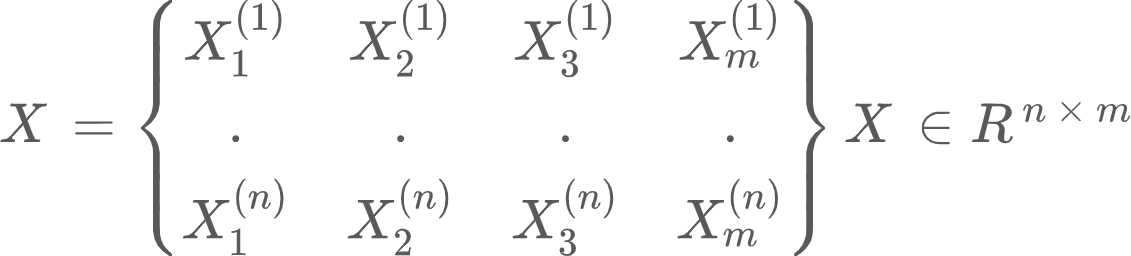 X = { X_1^{(1)} X_2^{(1)} X_3^{(1)} X_m^{(1)}
. . . .
X_1^{(n)} X_2^{(n)} X_3^{(n)} X_m^{(n)} } X ∈ R^{n × m}